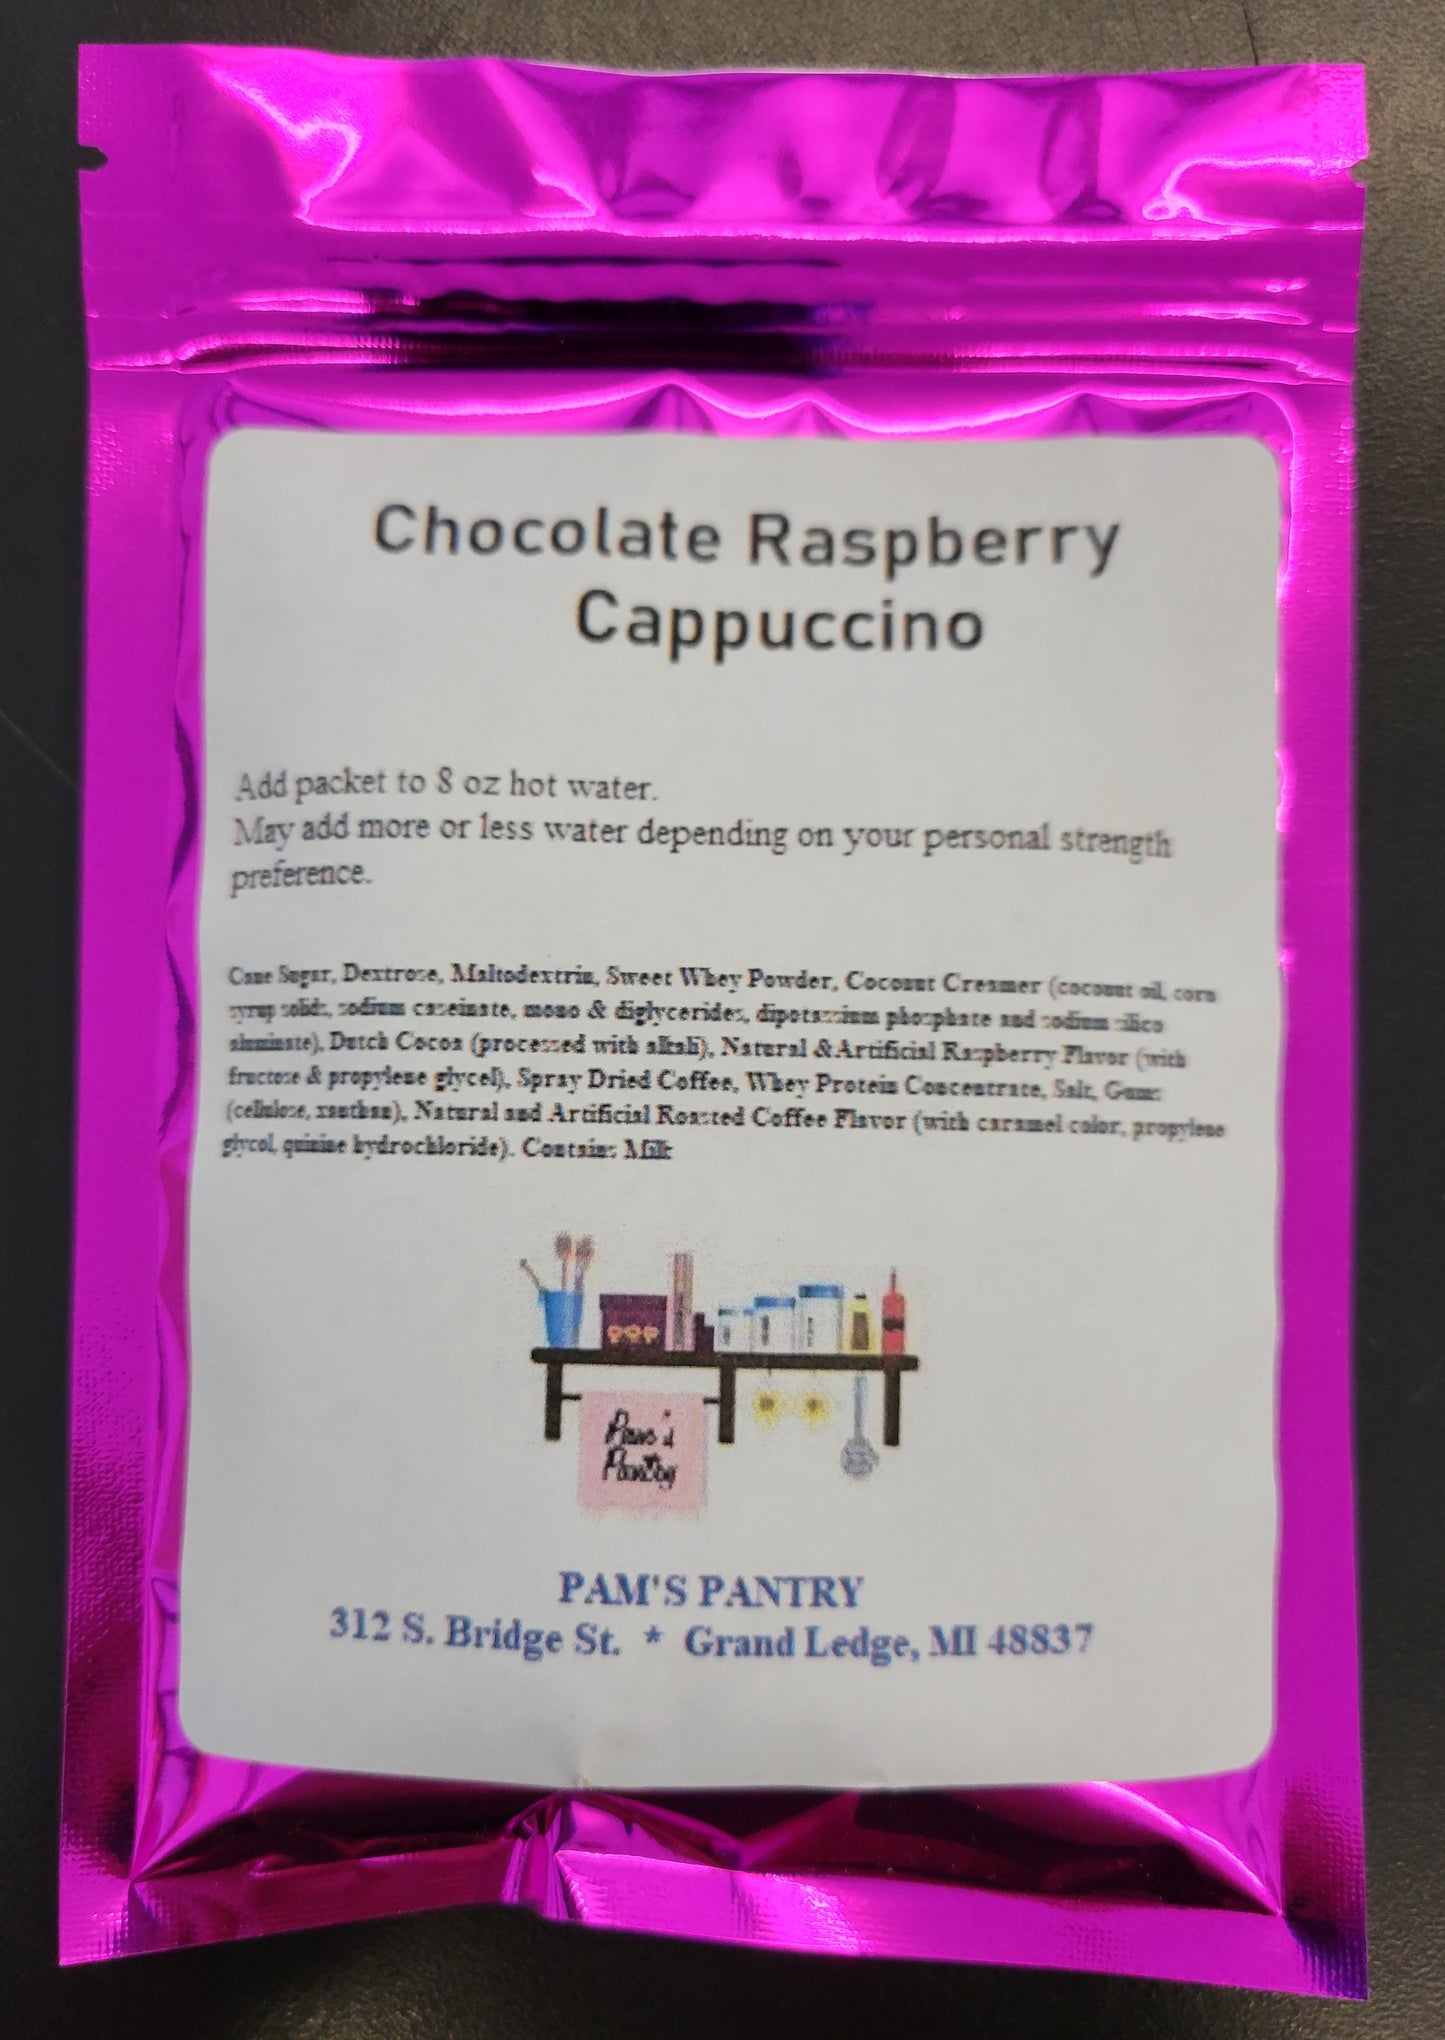 Chocolate Raspberry
Cappuccino
Add packet to 8 oz hot water.
May add more or less water depending on your personal strength
preference.
Cane Sugar, Dextrose, Maltodextrin, Sweet Whey Powder, Coconut Creamer (coconut oil, corn
syrup solids, sodium caseinate, mono & diglycerides, dipotassium phosphate and sodium silico
aluminate), Dutch Cocoa (processed with alkali), Natural &Artificial Raspberry Flavor (with
fructose & propylene glycel), Spray Dried Coffee, Whey Protein Concentrate, Salt, Gums
(cellulose, xanthan), Natural and Artificial Roasted Coffee Flavor (with caramel color, propylene
glycol, quinine hydrochloride). Contains Milk
Pam's
Pantry
PAM'S PANTRY
312 S. Bridge St. * Grand Ledge, MI 48837